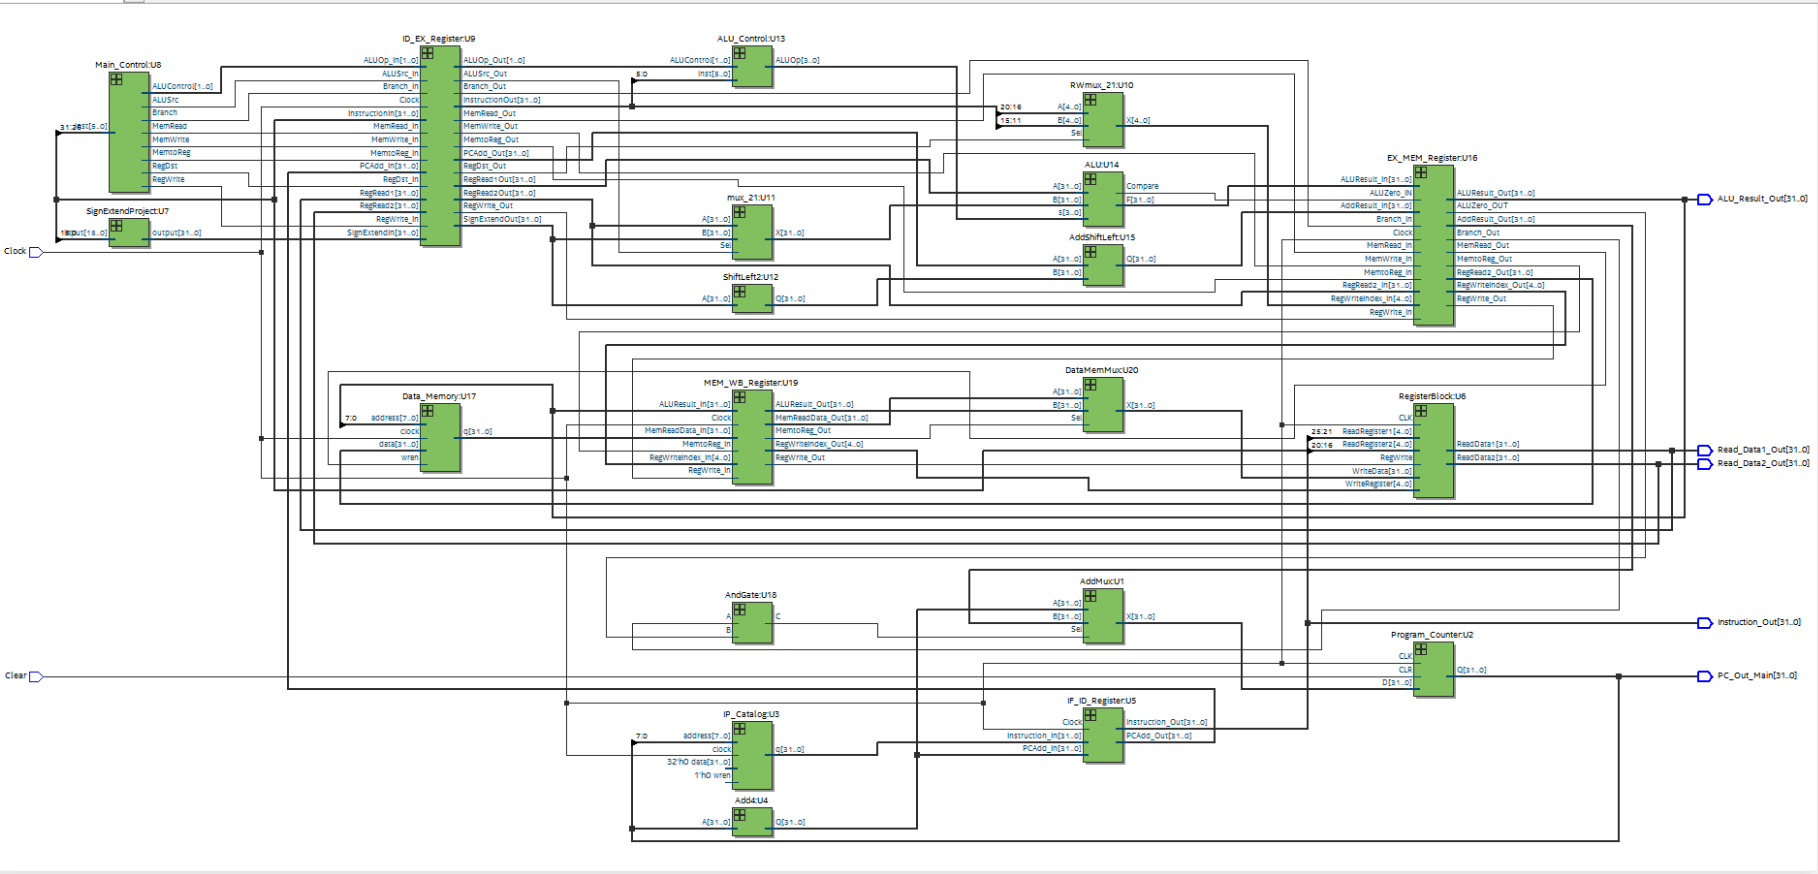 ID_EX_Register:U9
ALUOp_In[1..0]
ALUSrc_In
Branch_In
Clock
InstructionIn[31..0]
MemRead_In
MemWrite_In
MemtoReg_In
PCAdd_In[31..0]
RegDst_In
RegRead1[31..0]
RegRead2[31..0]
RegWrite_In
SignExtendIn[31..0]
ALUOp_Out[1..0]
ALUSrc_Out
Branch_Out
InstructionOut[31..0]
MemRead_Out
MemWrite_Out
MemtoReg_Out
PCAdd_Out[31..0]
RegDst_Out
RegRead1Out[31..0]
RegRead2Out[31..0]
RegWrite_Out
SignExtendOut[31..0]
Main_Control:U8
ALUControl[1..0]
ALUSrc
Branch
MemRead
MemWrite
MemtoReg
RegDst
RegWrite
SignExtendProject:U7
output[31..0]
Clock
ALU_Control:U13
ALUControl[1..0]
5:0
Inst[5..0]
ALUOp[3..0]
RWmux_21:U10
20:16
A[4..0]
15:11
B[4..0]
Sel
X[4..0]
mux_21:U11
A[31..0]
B[31..0]
Sel
X[31..0]
ShiftLeft2:U12
A[31..0]
Q[31..0]
ALU:U14
A[31..0]
B[31..0]
s[3..0]
Compare
F[31..0]
AddShiftLeft:U15
A[31..0]
B[31..0]
Q[31..0]
EX_MEM_Register:U16
ALUResult_In[31..0]
ALUZero_IN
AddResult_In[31..0]
Branch_In
Clock
MemRead_In
MemWrite_In
MemtoReg_In
RegRead2_In[31..0]
RegWriteIndex_In[4..0]
RegWrite_In
ALUResult_Out[31..0]
ALUZero_OUT
AddResult_Out[31..0]
Branch_Out
MemRead_Out
MemtoReg_Out
RegRead2_Out[31..0]
RegWriteIndex_Out[4..0]
RegWrite_Out
ALU_Result_Out[31..0]
Data_Memory:U17
7:0
address[7..0]
clock
data[31..0]
wren
q[31..0]
MEM_WB_Register:U19
ALUResult_In[31..0]
Clock
MemReadData_In[31..0]
MemtoReg_In
RegWriteIndex_In[4..0]
RegWrite_In
ALUResult_Out[31..0]
MemReadData_Out[31..0]
MemtoReg_Out
RegWriteIndex_Out[4..0]
RegWrite_Out
DataMemMux:U20
A[31..0]
B[31..0]
Sel
X[31..0]
RegisterBlock:U6
CLK
25:21
ReadRegister1[4..0]
20:16
ReadRegister2[4..0]
RegWrite
WriteData[31..0]
WriteRegister[4..0]
ReadData1[31..0]
ReadData2[31..0]
Read_Data1_Out[31..0]
Read_Data2_Out[31..0]
AndGate:U18
A
B
C
AddMux:U1
A[31..0]
B[31..0]
Sel
X[31..0]
Instruction_Out[31..0]
Program_Counter:U2
CLK
CLR
D[31..0]
Q[31..0]
PC_Out_Main[31..0]
Clear
IP_Catalog:U3
7:0
address[7..0]
clock
32'h0 data[31..0]
1'h0 wren
q[31..0]
IF_ID_Register:U5
Clock
Instruction_In[31..0]
PCAdd_In[31..0]
Instruction_Out[31..0]
PCAdd_Out[31..0]
Add4:U4
A[31..0]
Q[31..0]